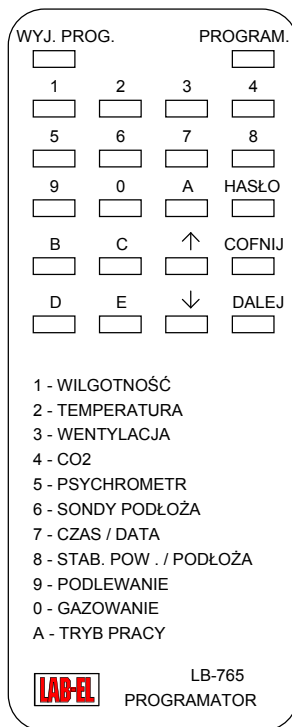 WYJ. PROG. PROGRAM.
1 2 3 4
5 6 7 8
9 0 A HASŁO
B C ↑ COFNIJ
D E ↓ DALEJ
1 - WILGOTNOŚĆ
2 - TEMPERATURA
3 - WENTYLACJA
4 - CO2
5 - PSYCHROMETR
6 - SONDY PODŁOŻA
7 - CZAS / DATA
8 - STAB. POW . / PODŁOŻA
9 - PODLEWANIE
0 - GAZOWANIE
A - TRYB PRACY
LAB-EL LB-765
PROGRAMATOR